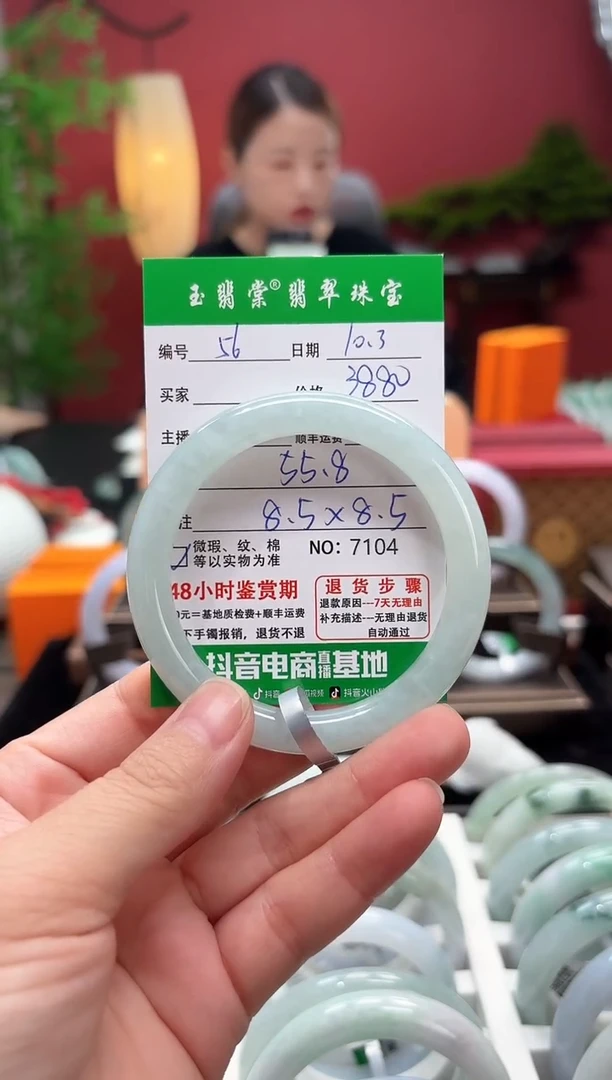 玉翡棠®翡翠珠宝
编号 56 日期 10.3
买家 价格 3880
主播 顺丰运费
55.8
注 8.5×8.5
微瑕、纹、棉
等以实物为准
NO: 7104
48小时鉴赏期
元=基地质检费+顺丰运费
下手镯报销，退货不退
退货步骤
退款原因---7天无理由
补充描述---无理由退货
自动通过
抖音电商直播基地
抖音 视频 抖音火山